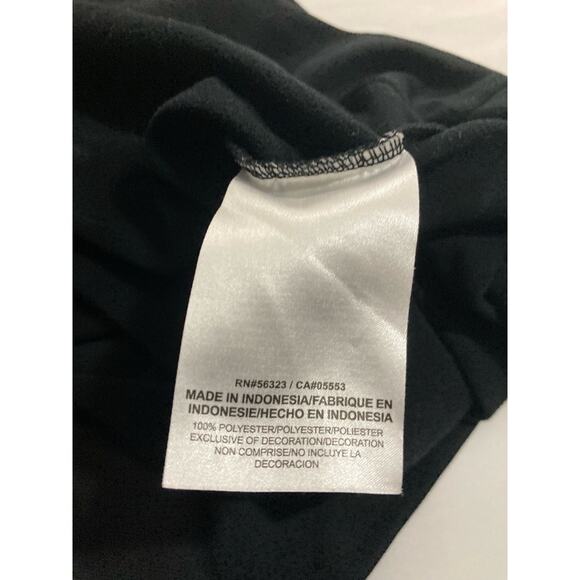 RN#56323 / CA#05553
MADE IN INDONESIA/FABRIQUE EN
INDONESIE/HECHO EN INDONESIA
100% POLYESTER/POLYESTER/POLIESTER
EXCLUSIVE OF DECORATION/DECORATION
NON COMPRISE/NO INCLUYE LA
DECORACION